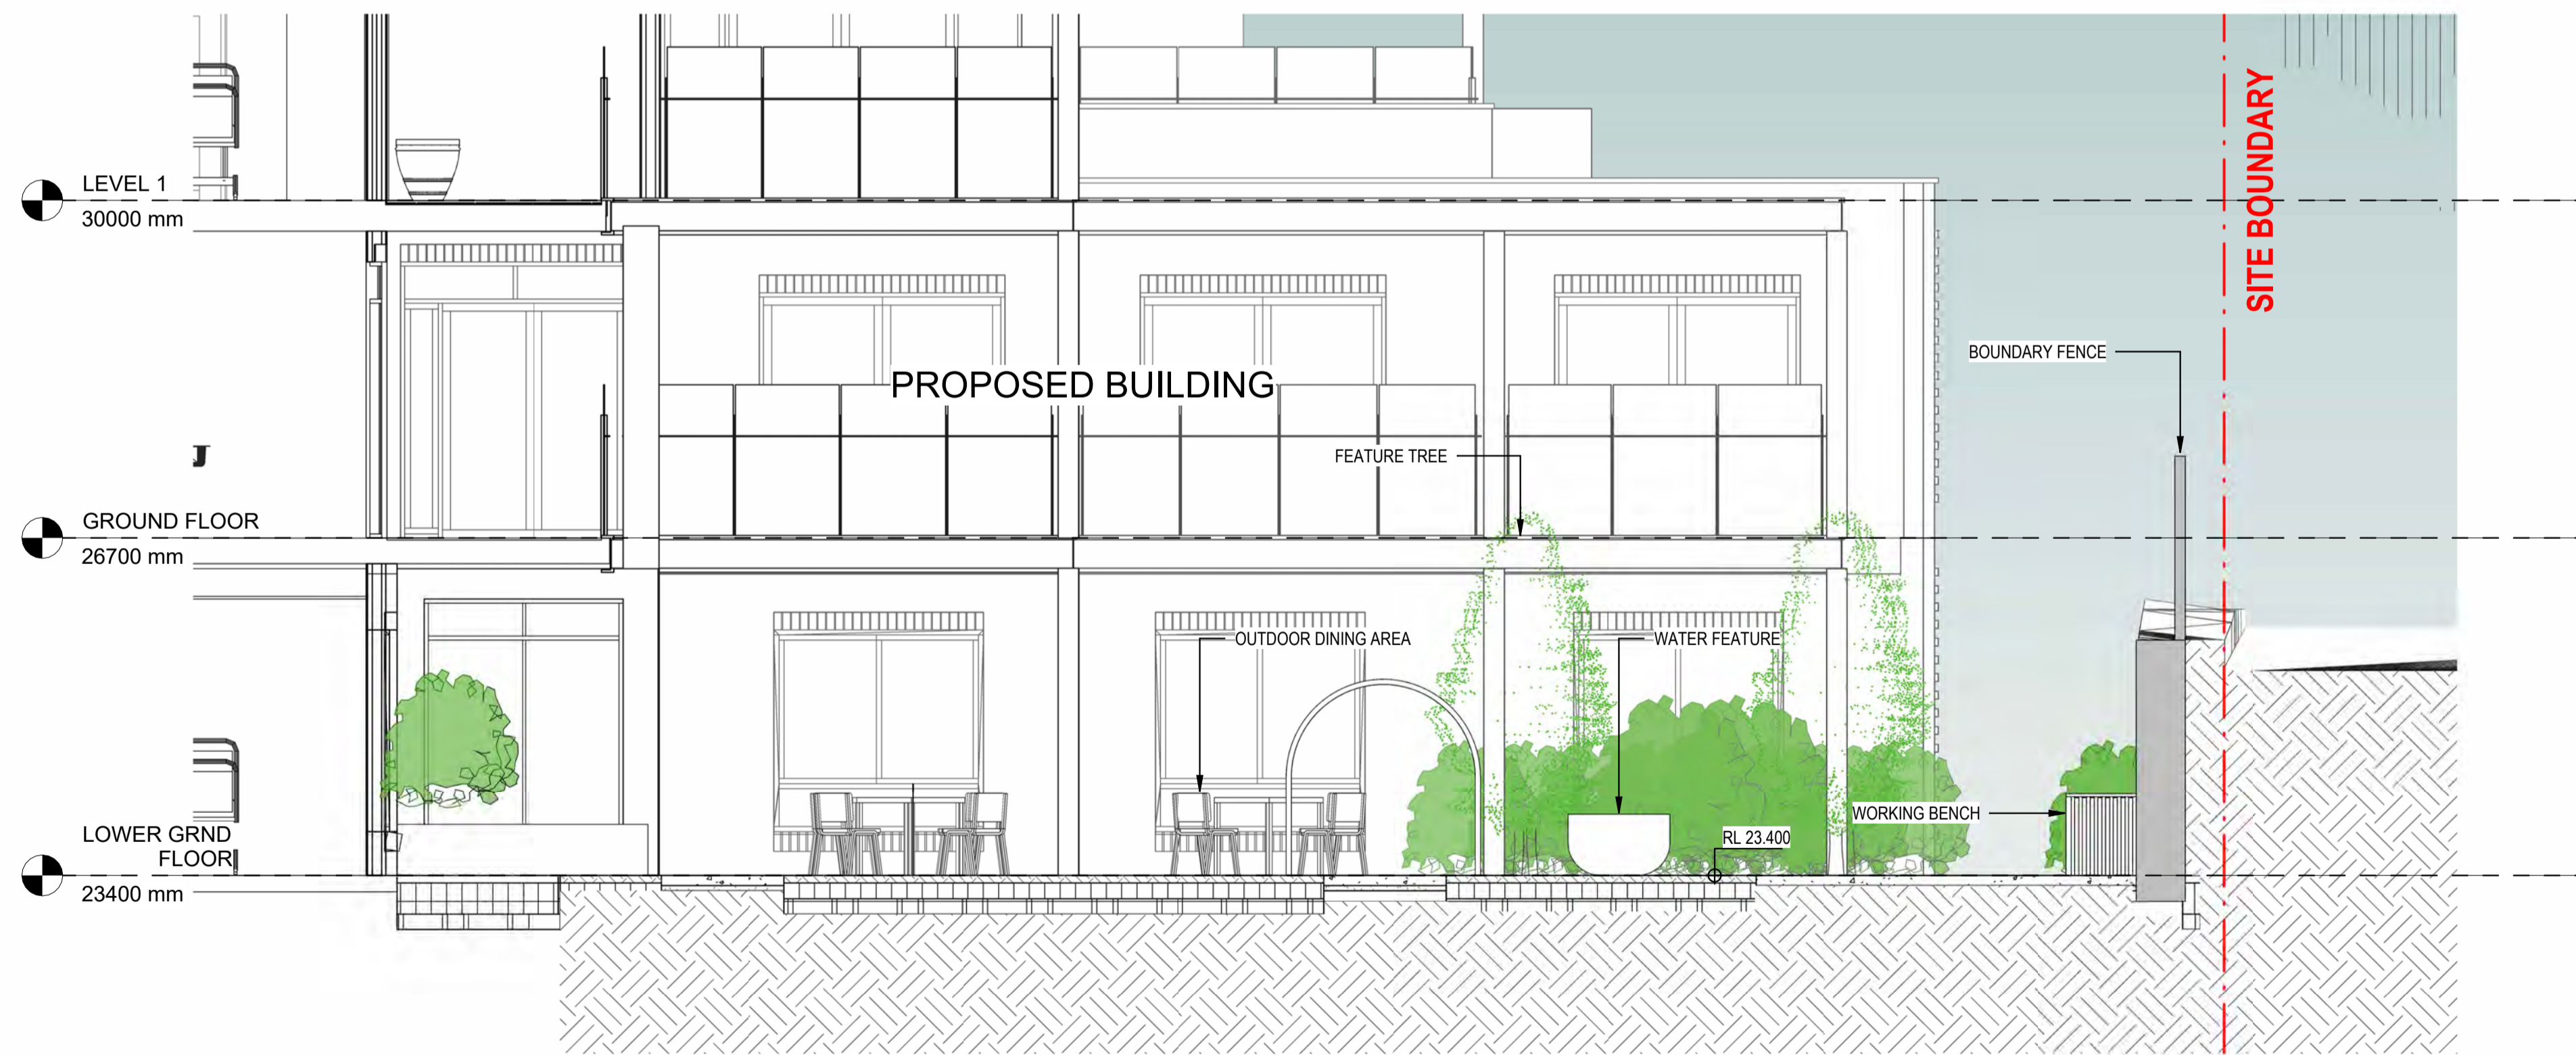 SITE BOUNDARY
LEVEL 1
30000 mm
BOUNDARY FENCE
PROPOSED BUILDING
FEATURE TREE
J
GROUND FLOOR
26700 mm
OUTDOOR DINING AREA
WATER FEATURE
WORKING BENCH
LOWER GRND
FLOOR
RL 23.400
23400 mm